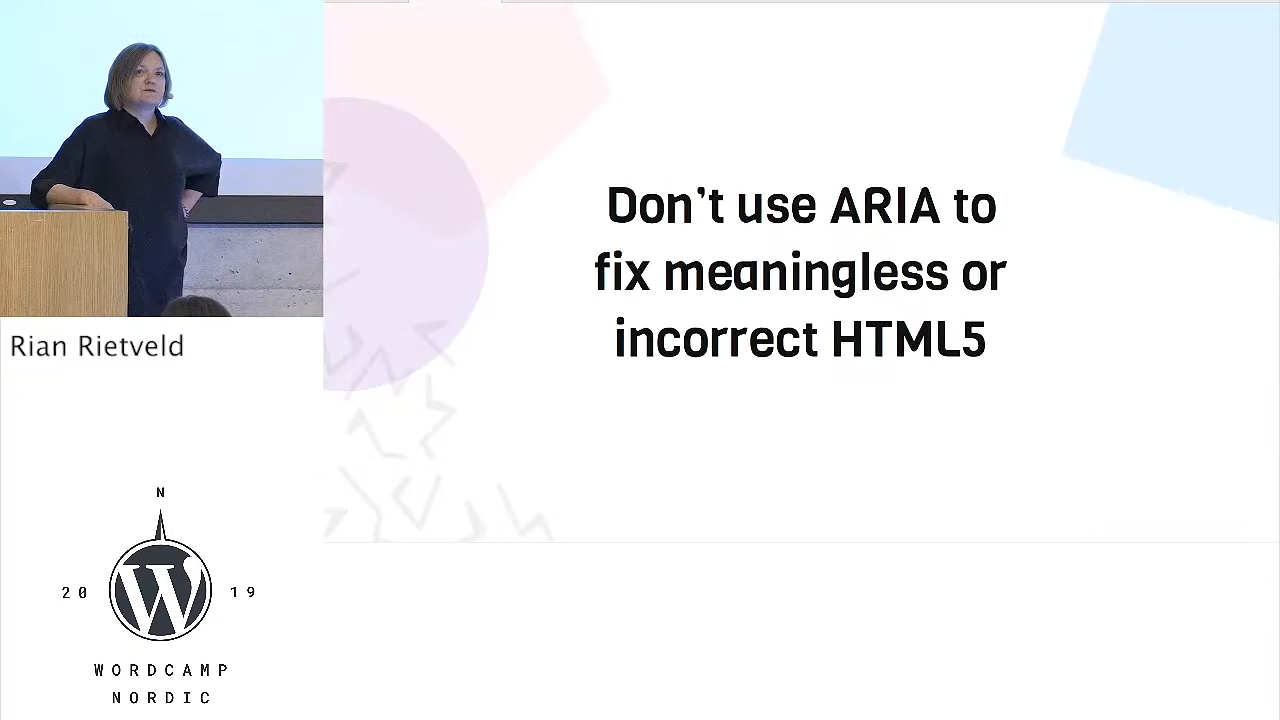 Don't use ARIA to
fix meaningless or
incorrect HTML5
Rian Rietveld
N
20 19
WORDCAMP
NORDIC